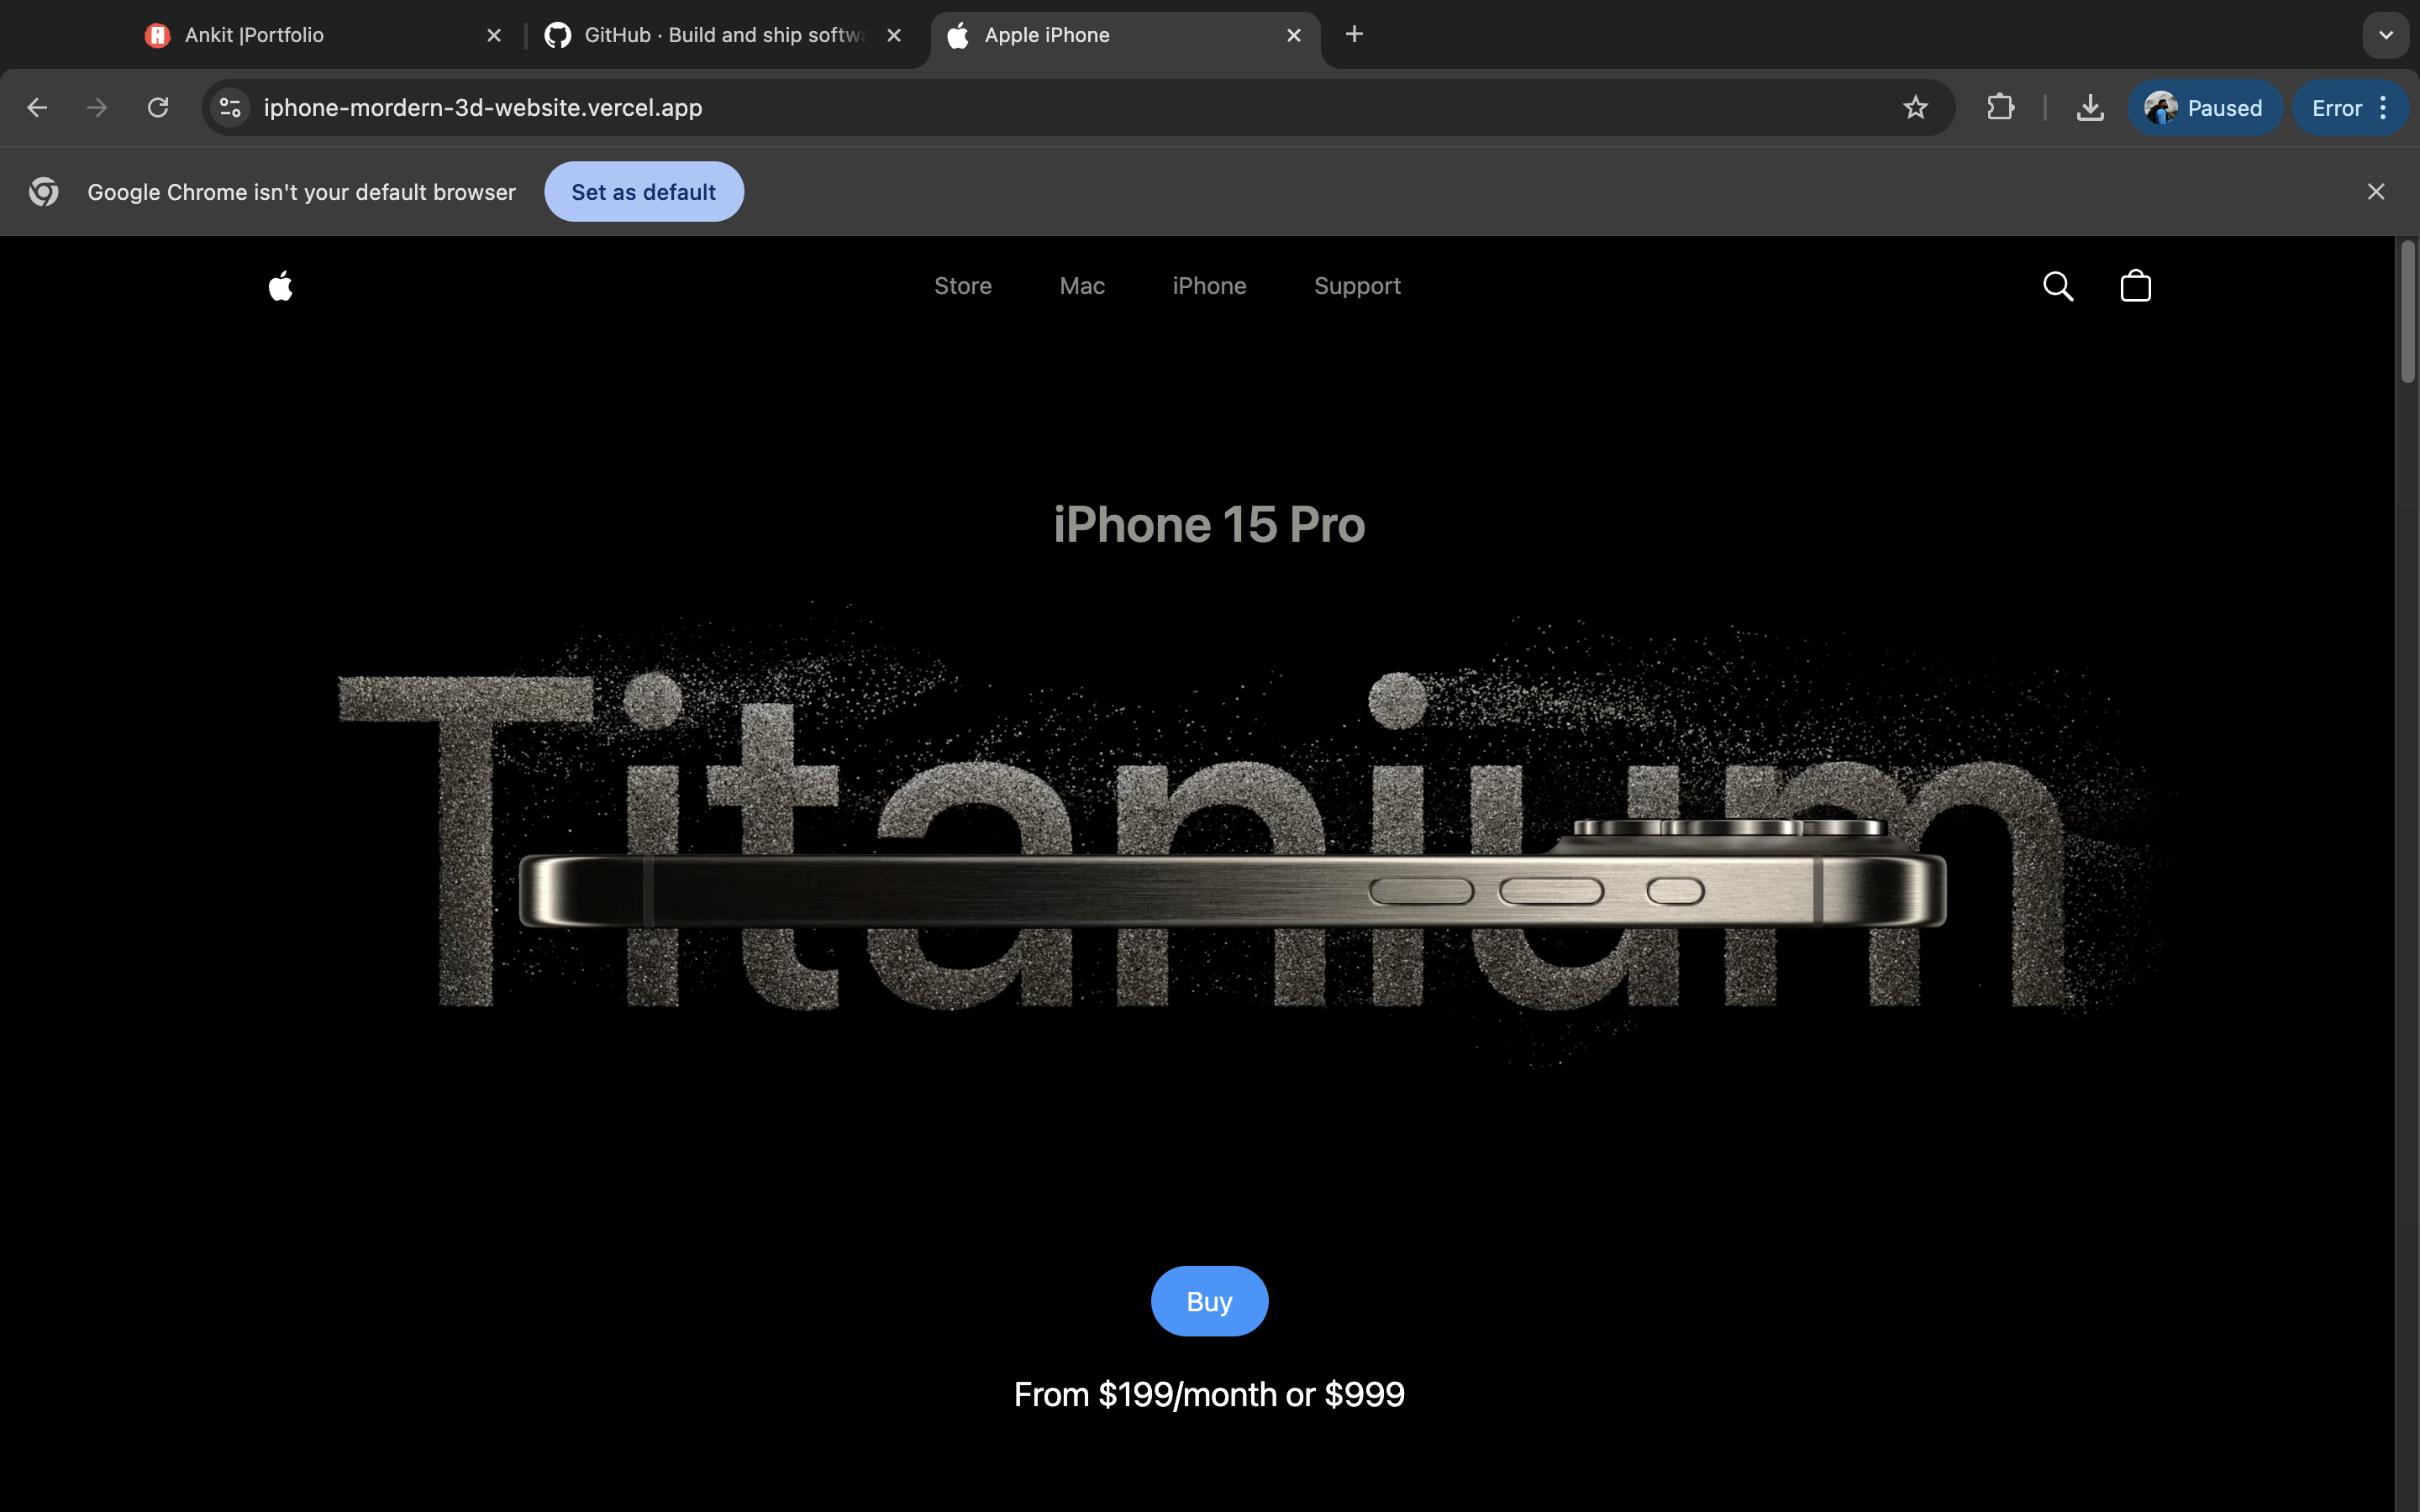 Ankit |Portfolio
GitHub · Build and ship softw
Apple iPhone
iphone-mordern-3d-website.vercel.app
Paused
Error
Google Chrome isn't your default browser
Set as default
Store
Mac
iPhone
Support
iPhone 15 Pro
Titanium
Buy
From $199/month or $999